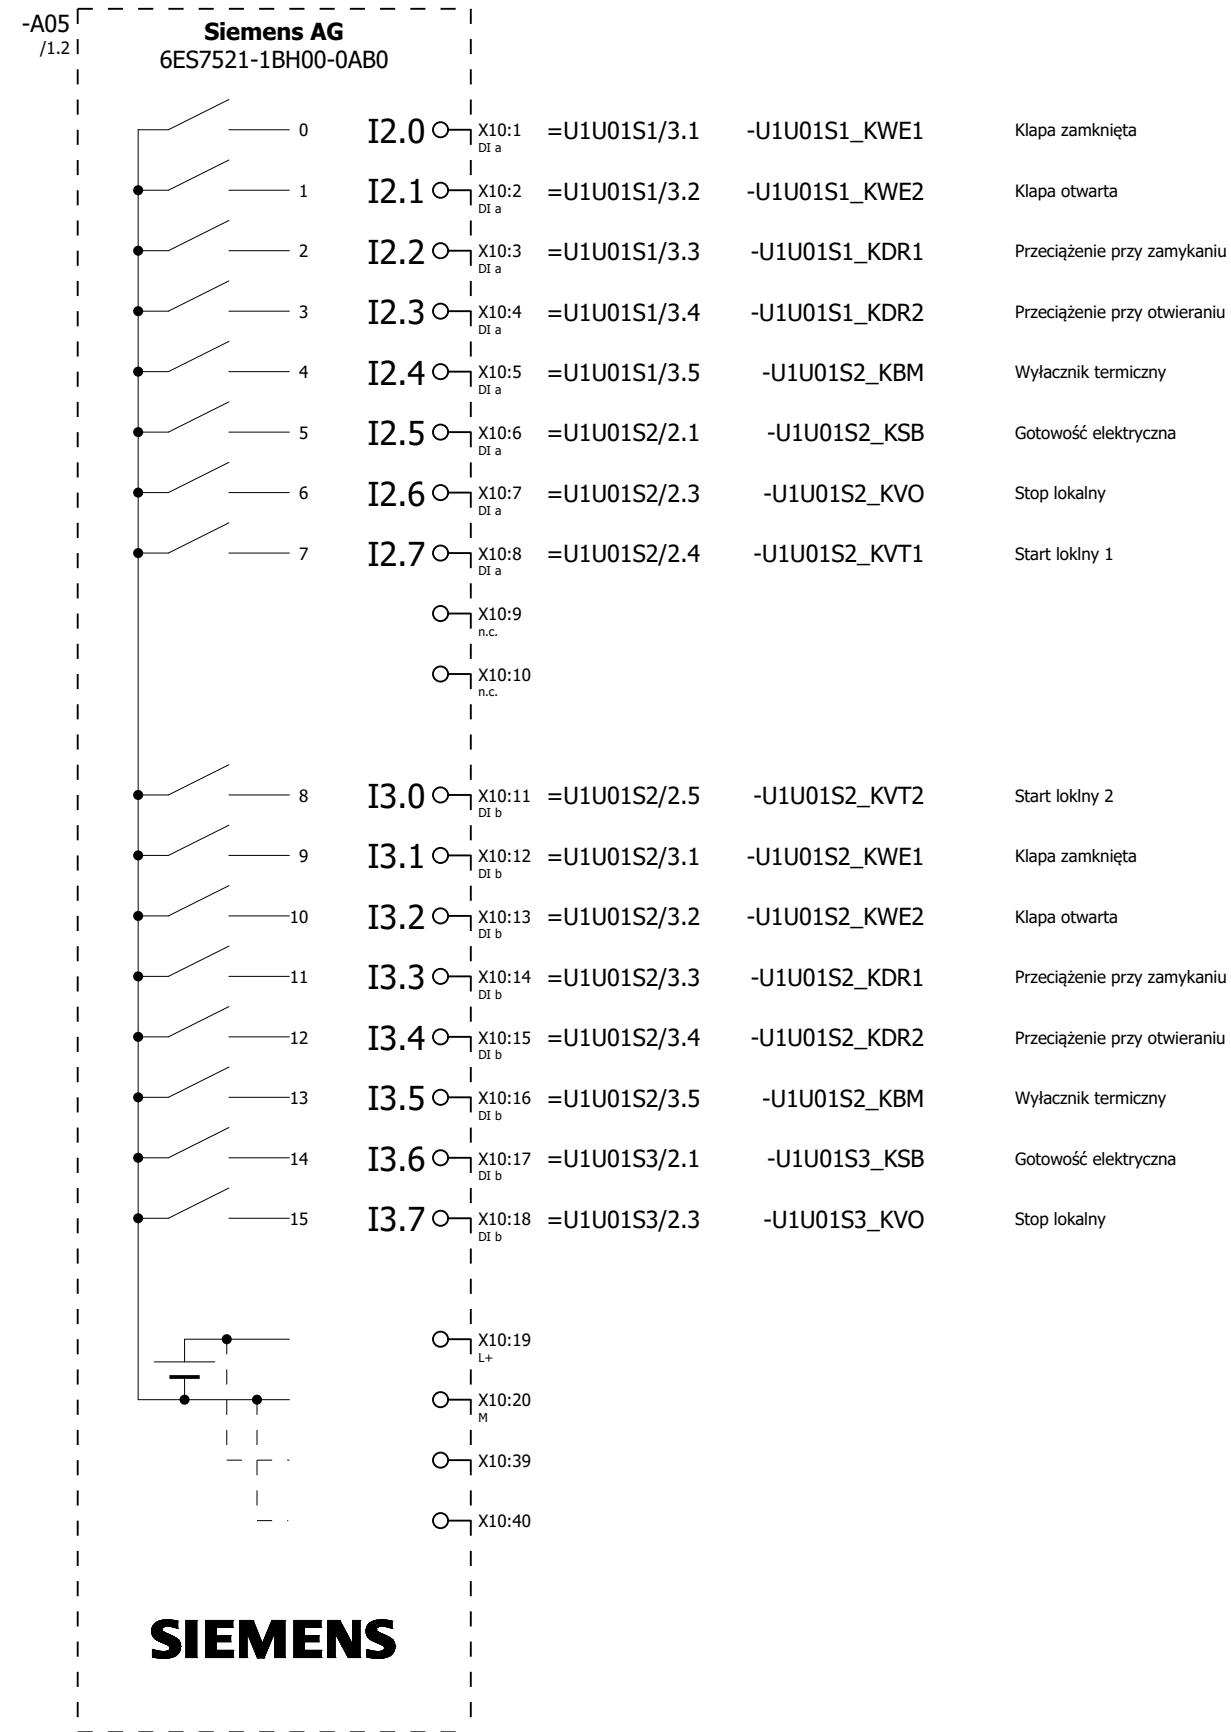 -A05
/1.2
Siemens AG
6ES7521-1BH00-0AB0
0 I2.0 X10:1 =U1U01S1/3.1 -U1U01S1_KWE1 Klapa zamknięta
DI a
1 I2.1 X10:2 =U1U01S1/3.2 -U1U01S1_KWE2 Klapa otwarta
DI a
2 I2.2 X10:3 =U1U01S1/3.3 -U1U01S1_KDR1 Przeciążenie przy zamykaniu
DI a
3 I2.3 X10:4 =U1U01S1/3.4 -U1U01S1_KDR2 Przeciążenie przy otwieraniu
DI a
4 I2.4 X10:5 =U1U01S1/3.5 -U1U01S2_KBM Wyłacznik termiczny
DI a
5 I2.5 X10:6 =U1U01S2/2.1 -U1U01S2_KSB Gotowość elektryczna
DI a
6 I2.6 X10:7 =U1U01S2/2.3 -U1U01S2_KVO Stop lokalny
DI a
7 I2.7 X10:8 =U1U01S2/2.4 -U1U01S2_KVT1 Start loklny 1
DI a
X10:9
n.c.
X10:10
n.c.
8 I3.0 X10:11 =U1U01S2/2.5 -U1U01S2_KVT2 Start loklny 2
DI b
9 I3.1 X10:12 =U1U01S2/3.1 -U1U01S2_KWE1 Klapa zamknięta
DI b
10 I3.2 X10:13 =U1U01S2/3.2 -U1U01S2_KWE2 Klapa otwarta
DI b
11 I3.3 X10:14 =U1U01S2/3.3 -U1U01S2_KDR1 Przeciążenie przy zamykaniu
DI b
12 I3.4 X10:15 =U1U01S2/3.4 -U1U01S2_KDR2 Przeciążenie przy otwieraniu
DI b
13 I3.5 X10:16 =U1U01S2/3.5 -U1U01S2_KBM Wyłacznik termiczny
DI b
14 I3.6 X10:17 =U1U01S3/2.1 -U1U01S3_KSB Gotowość elektryczna
DI b
15 I3.7 X10:18 =U1U01S3/2.3 -U1U01S3_KVO Stop lokalny
DI b
X10:19
L+
X10:20
M
X10:39
X10:40
SIEMENS